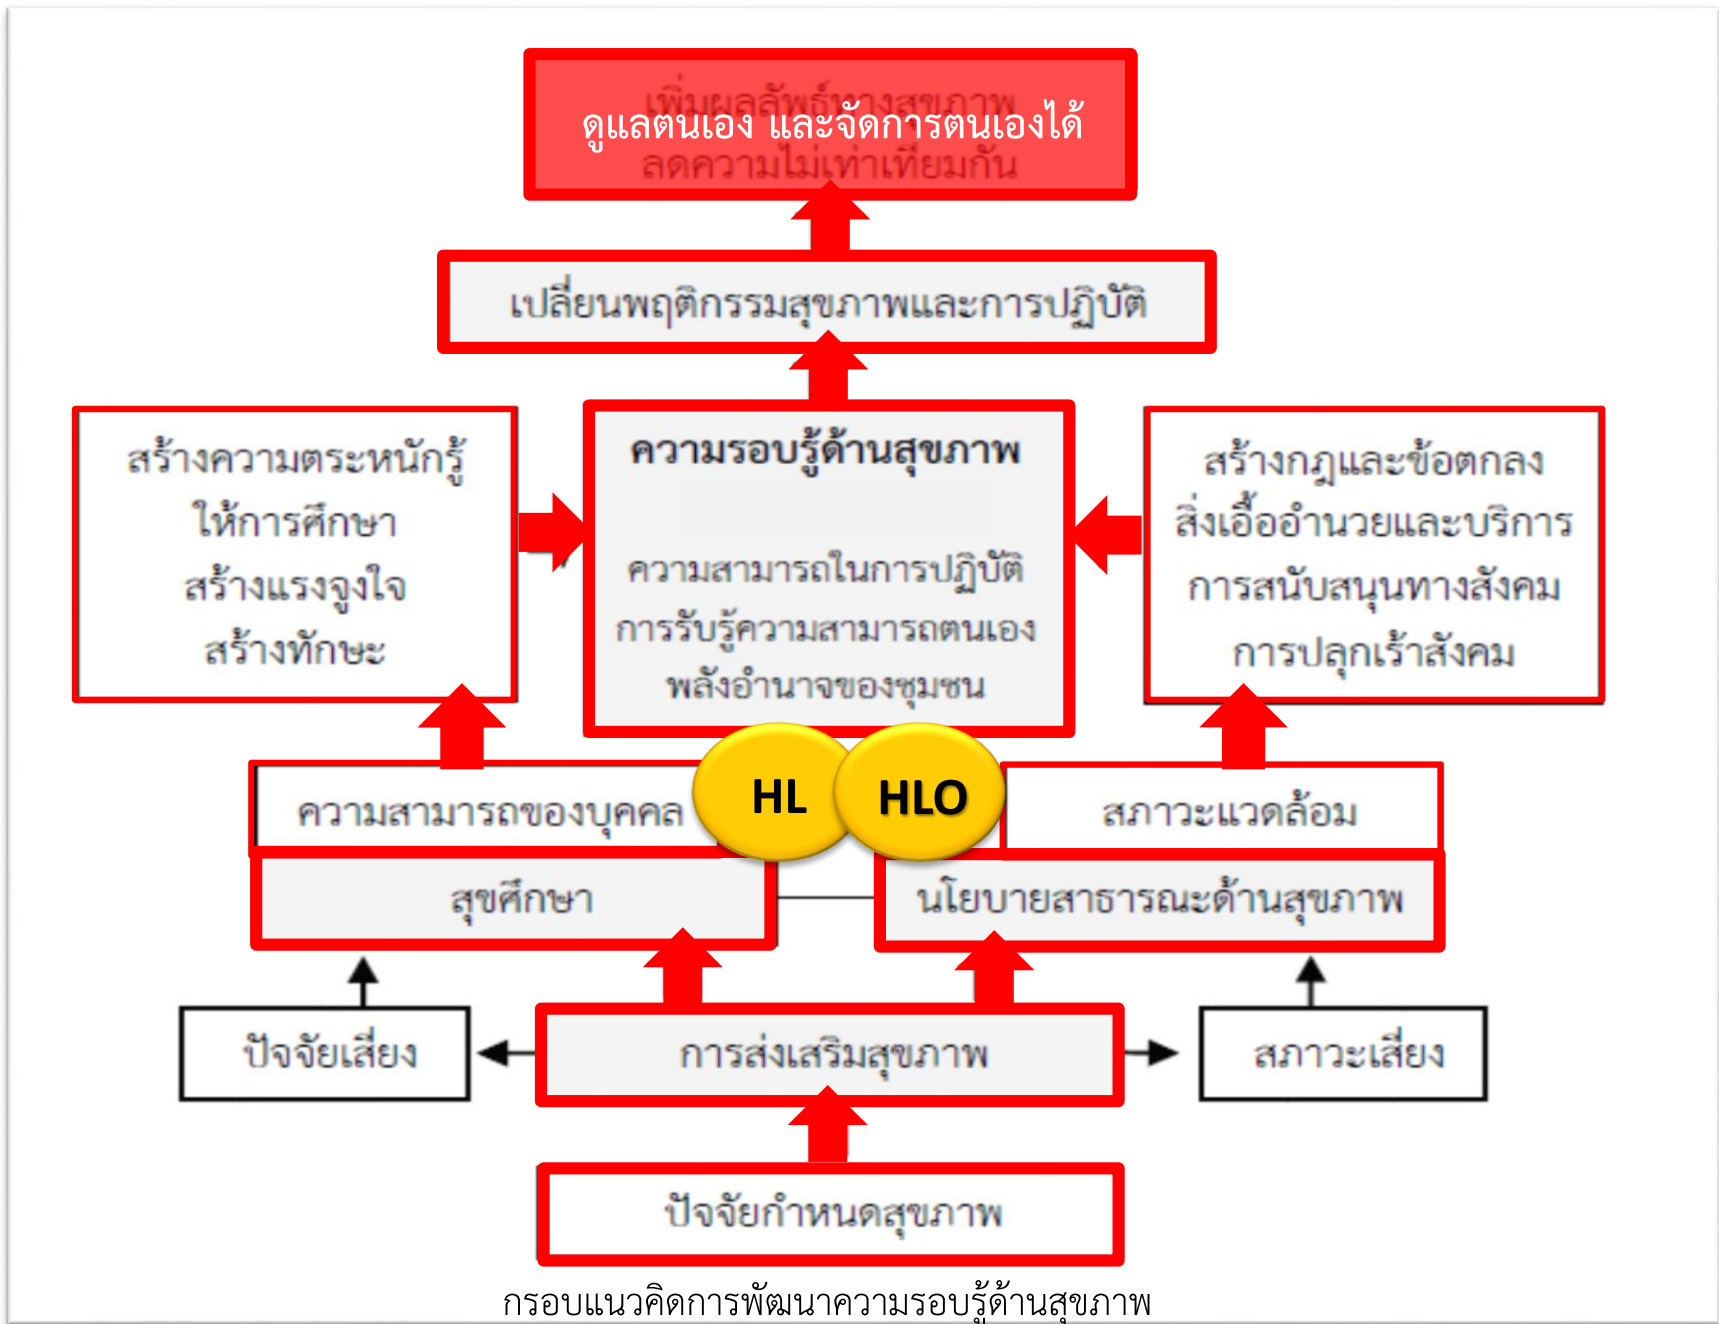 เพิ่มผลลัพธ์ทางสุขภาพ
ดูแลตนเอง และจัดการตนเองได้
ลดความไม่เท่าเทียมกัน
เปลี่ยนพฤติกรรมสุขภาพและการปฏิบัติ
สร้างความตระหนักรู้
ให้การศึกษา
สร้างแรงจูงใจ
สร้างทักษะ
ความรอบรู้ด้านสุขภาพ
ความสามารถในการปฏิบัติ
การรับรู้ความสามารถตนเอง
พลังอำนาจของชุมชน
สร้างกฎและข้อตกลง
สิ่งเอื้ออำนวยและบริการ
การสนับสนุนทางสังคม
การปลุกเร้าสังคม
ความสามารถของบุคคล
HL
HLO
สภาวะแวดล้อม
สุขศึกษา
นโยบายสาธารณะด้านสุขภาพ
ปัจจัยเสี่ยง
การส่งเสริมสุขภาพ
สภาวะเสี่ยง
ปัจจัยกำหนดสุขภาพ
กรอบแนวคิดการพัฒนาความรอบรู้ด้านสุขภาพ